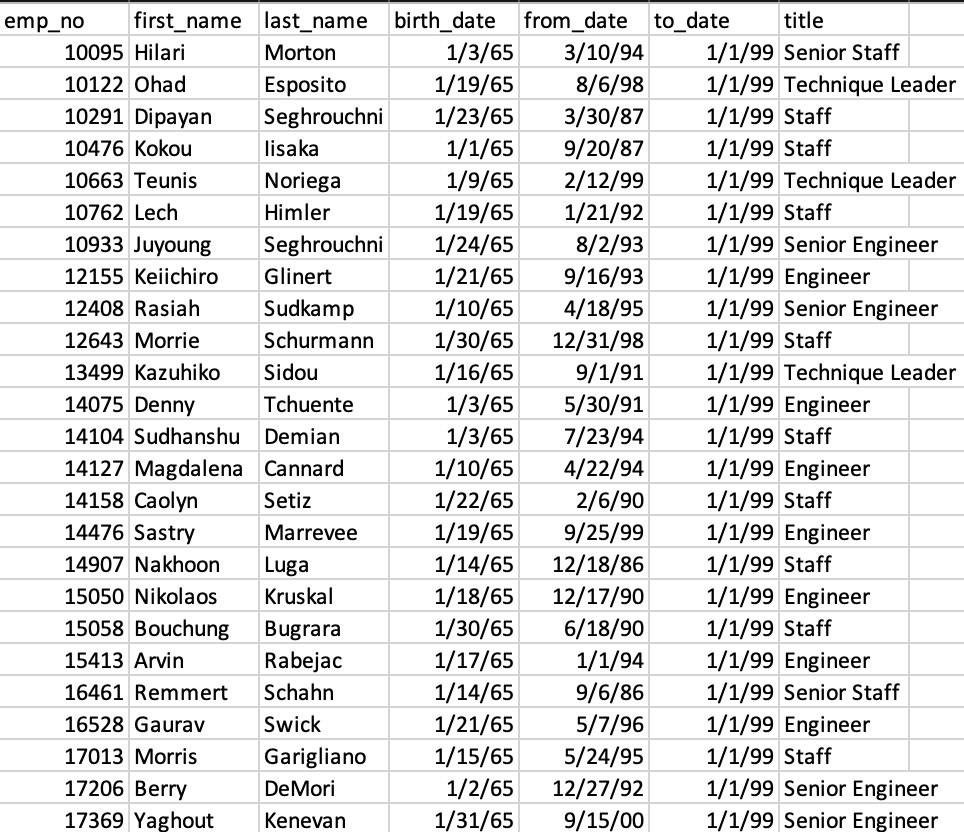 emp_no first_name last_name birth_date from_date to_date title
10095 Hilari Morton 1/3/65 3/10/94 1/1/99 Senior Staff
10122 Ohad Esposito 1/19/65 8/6/98 1/1/99 Technique Leader
10291 Dipayan Seghrouchni 1/23/65 3/30/87 1/1/99 Staff
10476 Kokou Iisaka 1/1/65 9/20/87 1/1/99 Staff
10663 Teunis Noriega 1/9/65 2/12/99 1/1/99 Technique Leader
10762 Lech Himler 1/19/65 1/21/92 1/1/99 Staff
10933 Juyoung Seghrouchni 1/24/65 8/2/93 1/1/99 Senior Engineer
12155 Keiichiro Glinert 1/21/65 9/16/93 1/1/99 Engineer
12408 Rasiah Sudkamp 1/10/65 4/18/95 1/1/99 Senior Engineer
12643 Morrie Schurmann 1/30/65 12/31/98 1/1/99 Staff
13499 Kazuhiko Sidou 1/16/65 9/1/91 1/1/99 Technique Leader
14075 Denny Tchuente 1/3/65 5/30/91 1/1/99 Engineer
14104 Sudhanshu Demian 1/3/65 7/23/94 1/1/99 Staff
14127 Magdalena Cannard 1/10/65 4/22/94 1/1/99 Engineer
14158 Caolyn Setiz 1/22/65 2/6/90 1/1/99 Staff
14476 Sastry Marrevee 1/19/65 9/25/99 1/1/99 Engineer
14907 Nakhoon Luga 1/14/65 12/18/86 1/1/99 Staff
15050 Nikolaos Kruskal 1/18/65 12/17/90 1/1/99 Engineer
15058 Bouchung Bugrara 1/30/65 6/18/90 1/1/99 Staff
15413 Arvin Rabejac 1/17/65 1/1/94 1/1/99 Engineer
16461 Remmert Schahn 1/14/65 9/6/86 1/1/99 Senior Staff
16528 Gaurav Swick 1/21/65 5/7/96 1/1/99 Engineer
17013 Morris Garigliano 1/15/65 5/24/95 1/1/99 Staff
17206 Berry DeMori 1/2/65 12/27/92 1/1/99 Senior Engineer
17369 Yaghout Kenevan 1/31/65 9/15/00 1/1/99 Senior Engineer